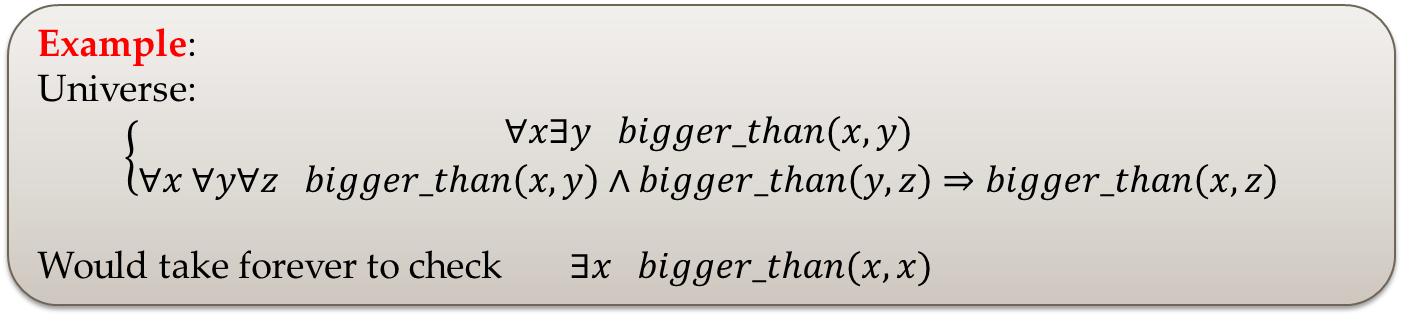 Example:
Universe:
∀x∃y bigger_than(x, y)
∀x ∀y∀z bigger_than(x, y) ∧ bigger_than(y, z) ⇒ bigger_than(x, z)
Would take forever to check ∃x bigger_than(x, x)